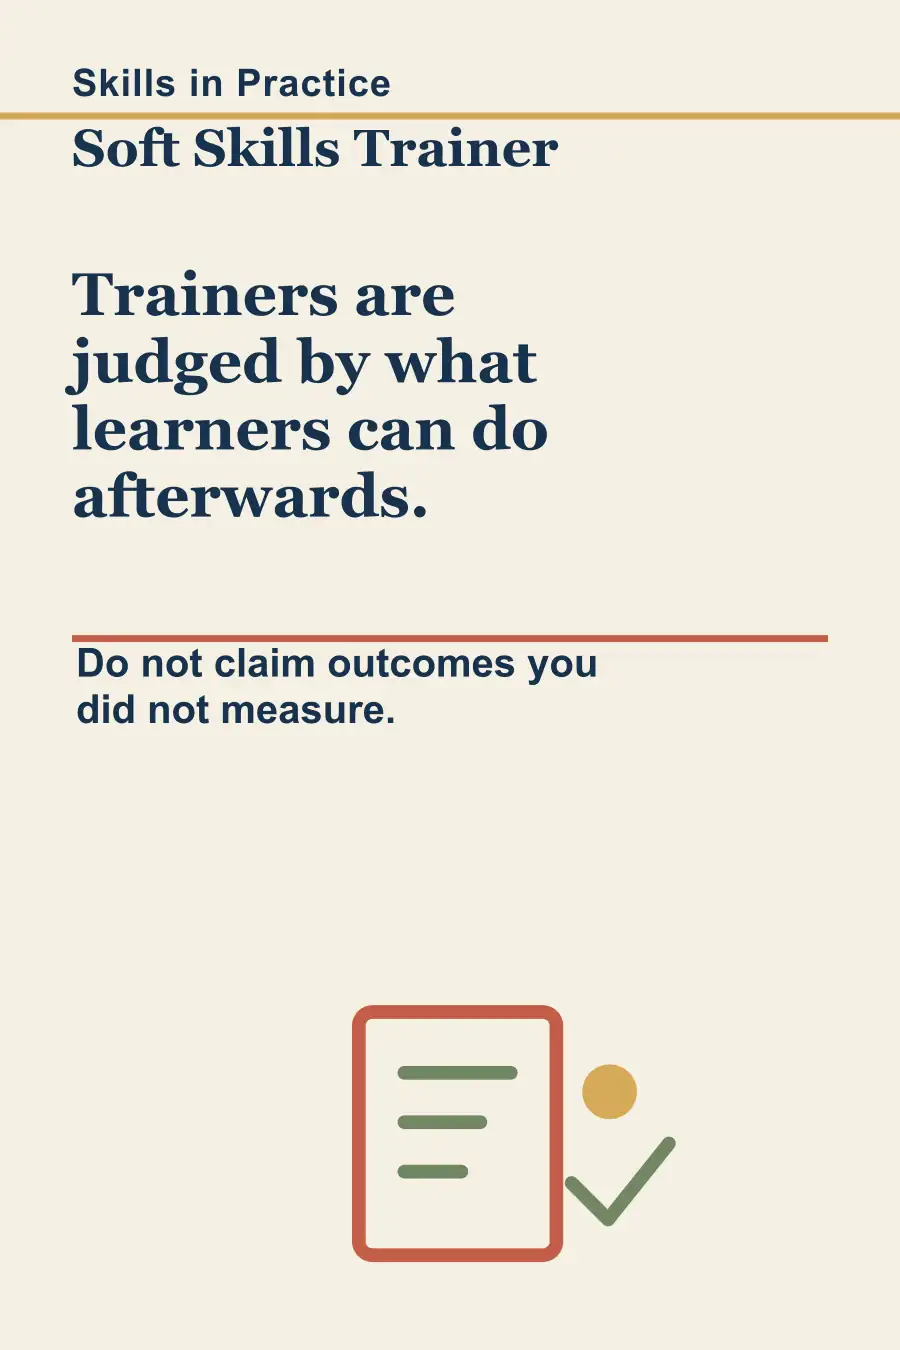 Skills in Practice
Soft Skills Trainer
Trainers are
judged by what
learners can do
afterwards.
Do not claim outcomes you
did not measure.